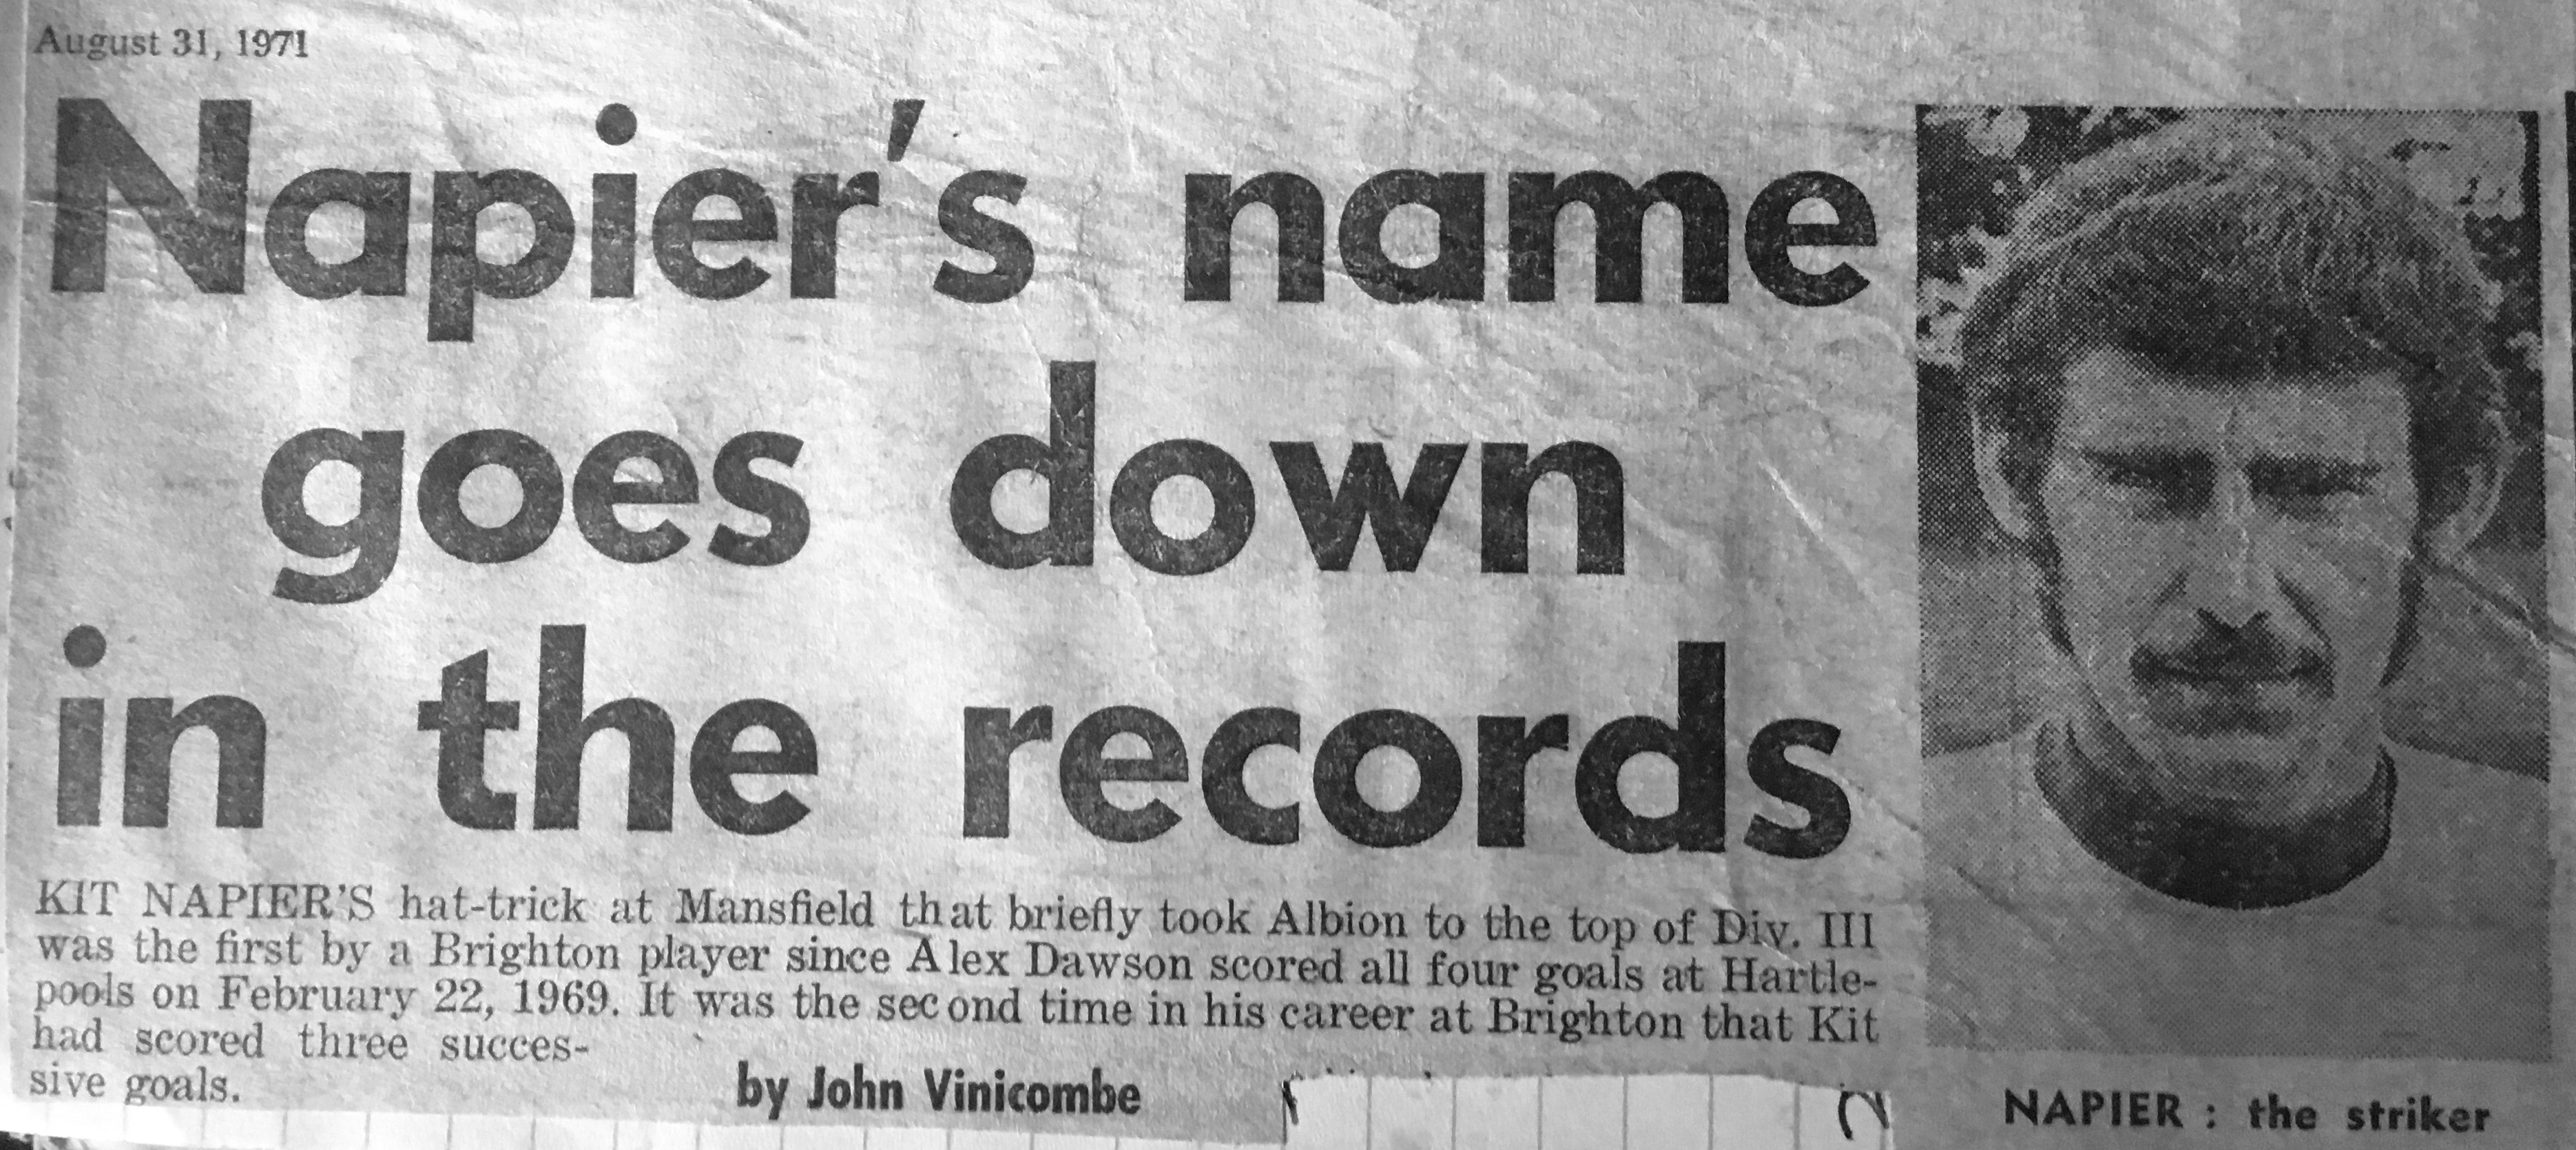 August 31, 1971
Napier's name
goes down
in the records
KIT NAPIER'S hat-trick at Mansfield that briefly took Albion to the top of Div. III
was the first by a Brighton player since Alex Dawson scored all four goals at Hartle-
pools on February 22, 1969. It was the second time in his career at Brighton that Kit
had scored three succes-
sive goals.
by John Vinicombe
NAPIER : the striker